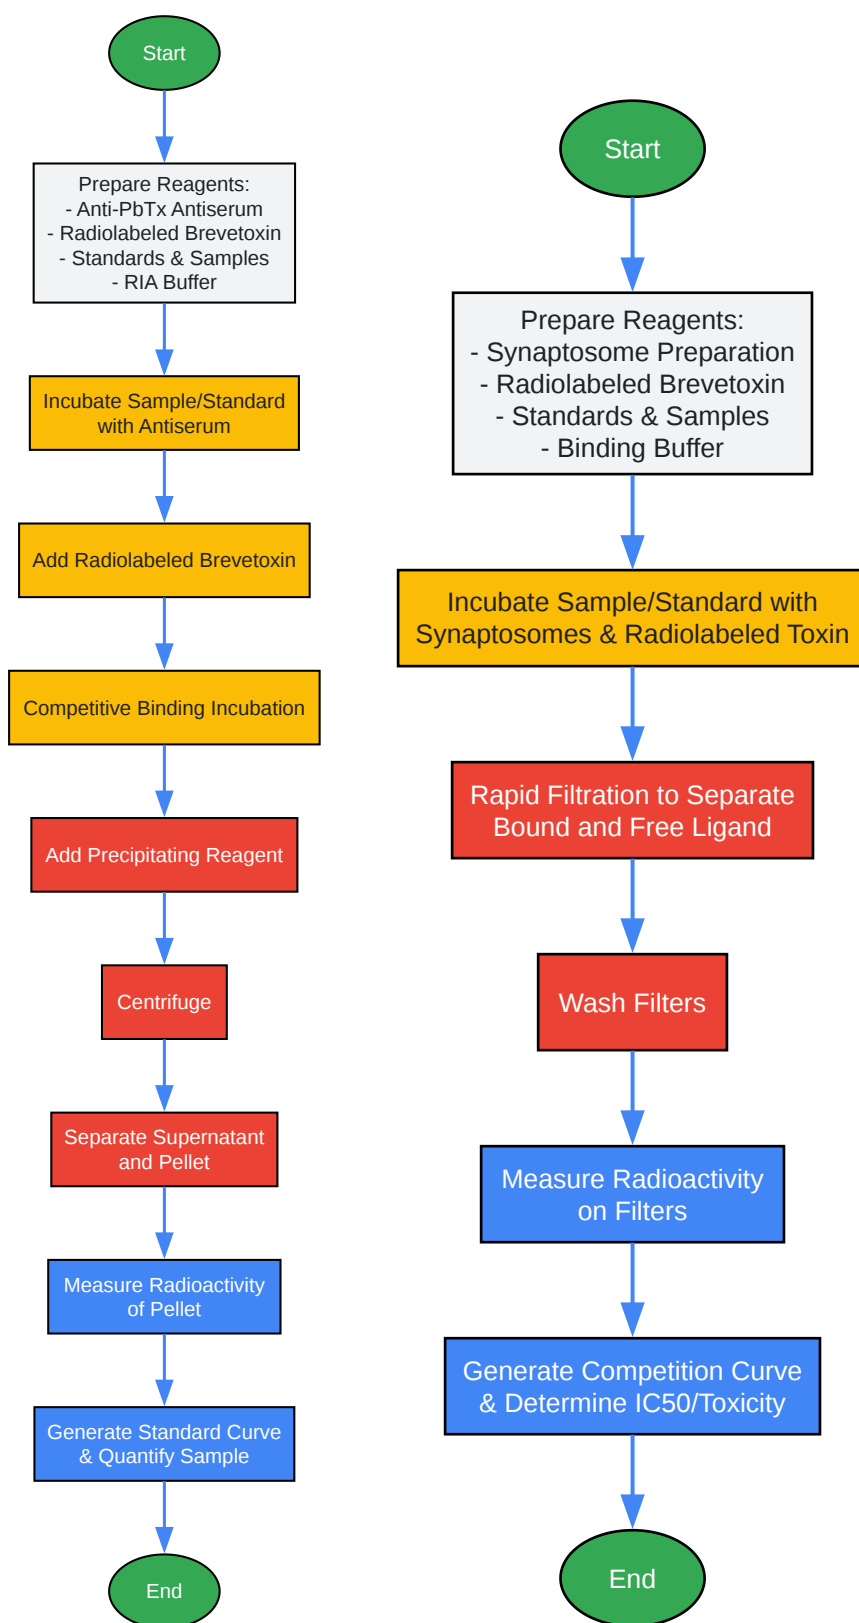 Start
Prepare Reagents:
- Anti-PbTx Antiserum
- Radiolabeled Brevetoxin
- Standards & Samples
- RIA Buffer
Incubate Sample/Standard
with Antiserum
Add Radiolabeled Brevetoxin
Competitive Binding Incubation
Add Precipitating Reagent
Centrifuge
Separate Supernatant
and Pellet
Measure Radioactivity
of Pellet
Generate Standard Curve
& Quantify Sample
End
Start
Prepare Reagents:
- Synaptosome Preparation
- Radiolabeled Brevetoxin
- Standards & Samples
- Binding Buffer
Incubate Sample/Standard with
Synaptosomes & Radiolabeled Toxin
Rapid Filtration to Separate
Bound and Free Ligand
Wash Filters
Measure Radioactivity
on Filters
Generate Competition Curve
& Determine IC50/Toxicity
End